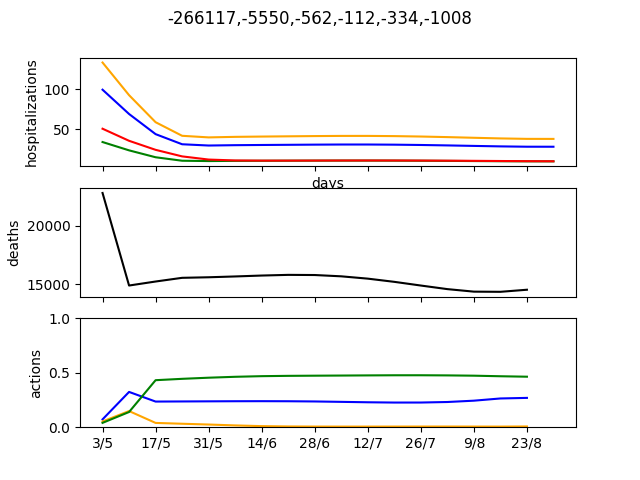 -266117,-5550,-562,-112,-334,-1008
hospitalizations
100
50
days
deaths
20000
15000
actions
1.0
0.5
0.0
3/5 17/5 31/5 14/6 28/6 12/7 26/7 9/8 23/8